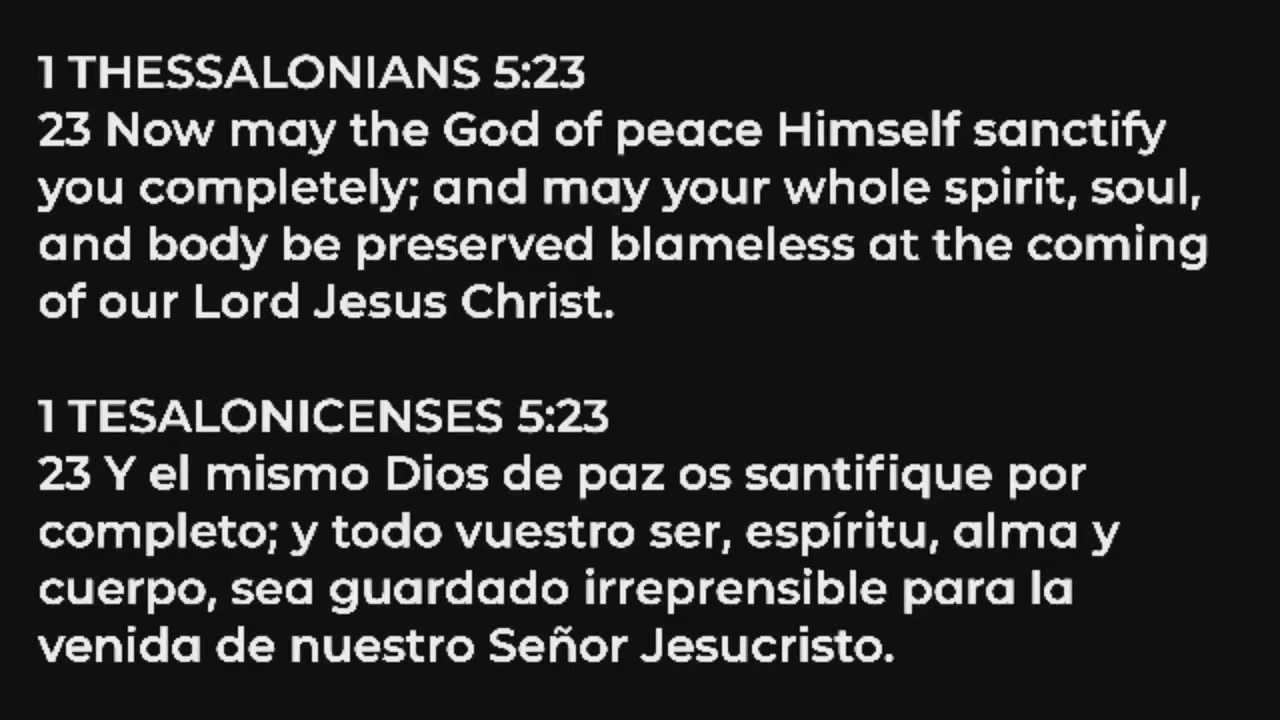 1 THESSALONIANS 5:23
23 Now may the God of peace Himself sanctify
you completely; and may your whole spirit, soul,
and body be preserved blameless at the coming
of our Lord Jesus Christ.
1 TESALONICENSES 5:23
23 Y el mismo Dios de paz os santifique por
completo; y todo vuestro ser, espíritu, alma y
cuerpo, sea guardado irreprensible para la
venida de nuestro Señor Jesucristo.